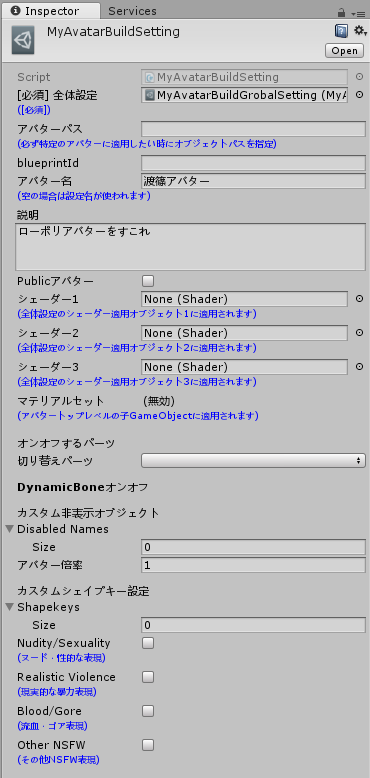 Inspector
Services
MyAvatarBuildSetting
Open
Script
MyAvatarBuildSetting
[必須] 全体設定
MyAvatarBuildGrobalSetting (MyA
([必須])
アバターパス
(必ず特定のアバターに適用したい時にオブジェクトパスを指定)
blueprintId
アバター名
渡篠アバター
(空の場合は設定名が使われます)
説明
ローポリアバターをすこれ
Publicアバター
シェーダー1
None (Shader)
(全体設定のシェーダー適用オブジェクト1に適用されます)
シェーダー2
None (Shader)
(全体設定のシェーダー適用オブジェクト2に適用されます)
シェーダー3
None (Shader)
(全体設定のシェーダー適用オブジェクト3に適用されます)
マテリアルセット
(無効)
(アバタートップレベルの子GameObjectに適用されます)
オンオフするパーツ
切り替えパーツ
DynamicBoneオンオフ
カスタム非表示オブジェクト
Disabled Names
Size
0
アバター倍率
1
カスタムシェイプキー設定
Shapekeys
Size
0
Nudity/Sexuality
(ヌード・性的な表現)
Realistic Violence
(現実的な暴力表現)
Blood/Gore
(流血・ゴア表現)
Other NSFW
(その他NSFW表現)